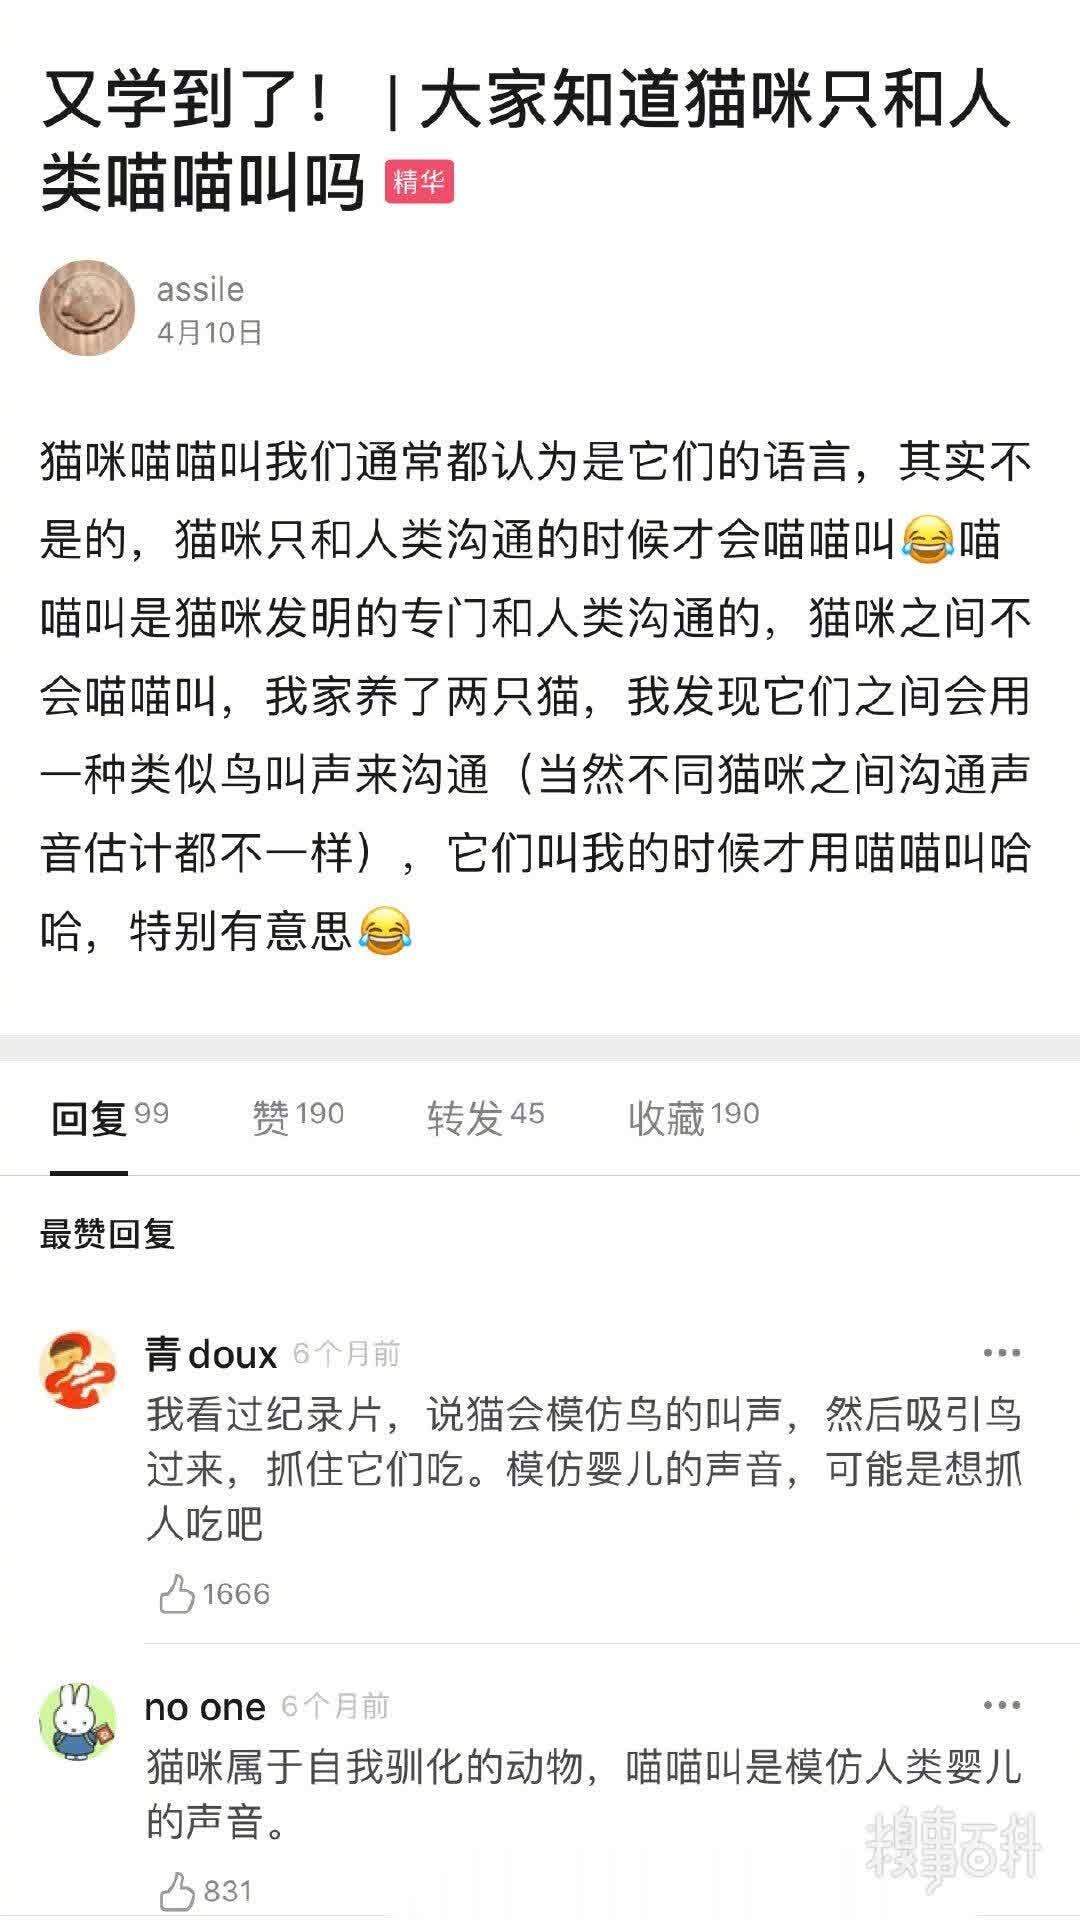 又学到了！ | 大家知道猫咪只和人
类喵喵叫吗 精华
assile
4月10日
猫咪喵喵叫我们通常都认为是它们的语言，其实不
是的，猫咪只和人类沟通的时候才会喵喵叫😂喵
喵叫是猫咪发明的专门和人类沟通的，猫咪之间不
会喵喵叫，我家养了两只猫，我发现它们之间会用
一种类似鸟叫声来沟通（当然不同猫咪之间沟通声
音估计都不一样），它们叫我的时候才用喵喵叫哈
哈，特别有意思😂
回复 99 赞 190 转发 45 收藏 190
最赞回复
青doux 6个月前
我看过纪录片，说猫会模仿鸟的叫声，然后吸引鸟
过来，抓住它们吃。模仿婴儿的声音，可能是想抓
人吃吧
1666
no one 6个月前
猫咪属于自我驯化的动物，喵喵叫是模仿人类婴儿
的声音。
831
糗事百科